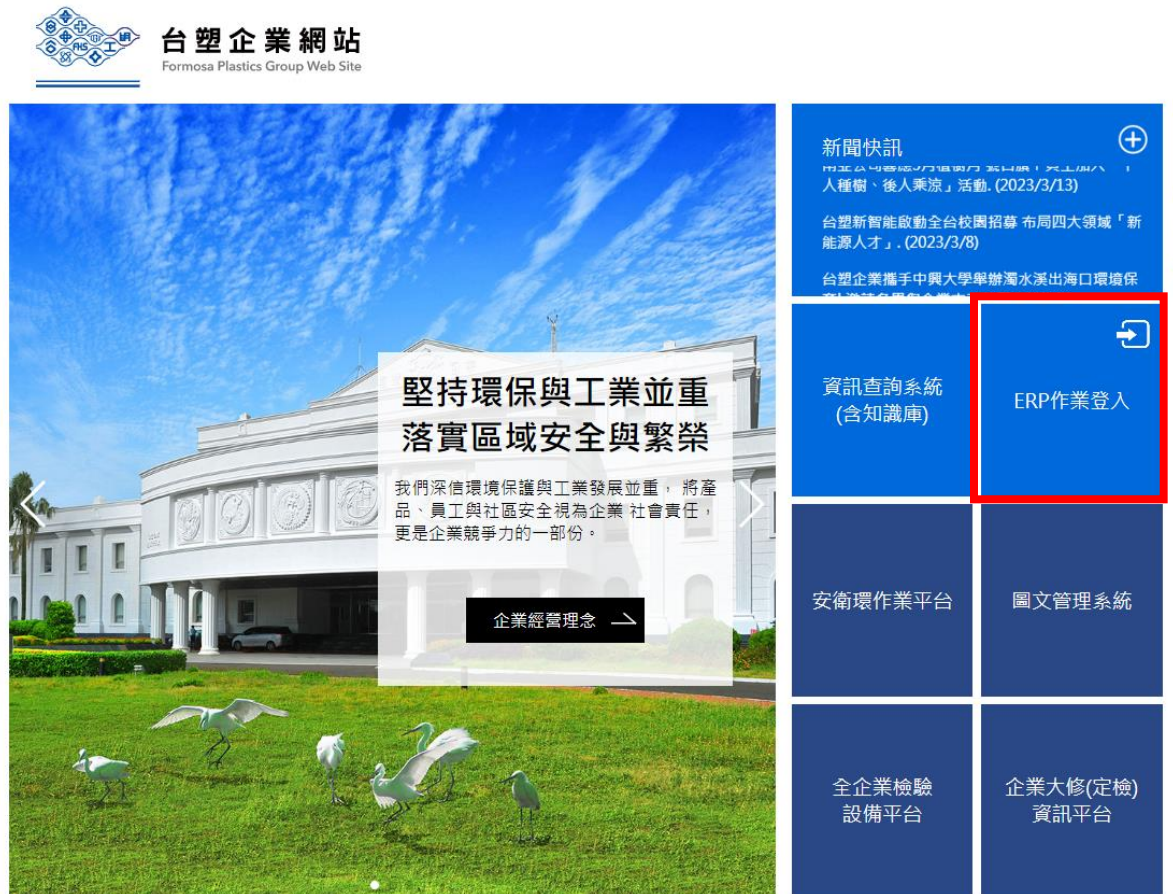 台塑企業網站
Formosa Plastics Group Web Site
新聞快訊
人種樹、後人乘涼」活動. (2023/3/13)
台塑新智能啟動全台校園招募 布局四大領域「新
能源人才」. (2023/3/8)
台塑企業攜手中興大學舉辦濁水溪出海口環境保
堅持環保與工業並重
落實區域安全與繁榮
我們深信環境保護與工業發展並重， 將產
品、員工與社區安全視為企業 社會責任，
更是企業競爭力的一部份。
企業經營理念
資訊查詢系統
(含知識庫)
ERP作業登入
安衛環作業平台
圖文管理系統
全企業檢驗
設備平台
企業大修(定檢)
資訊平台